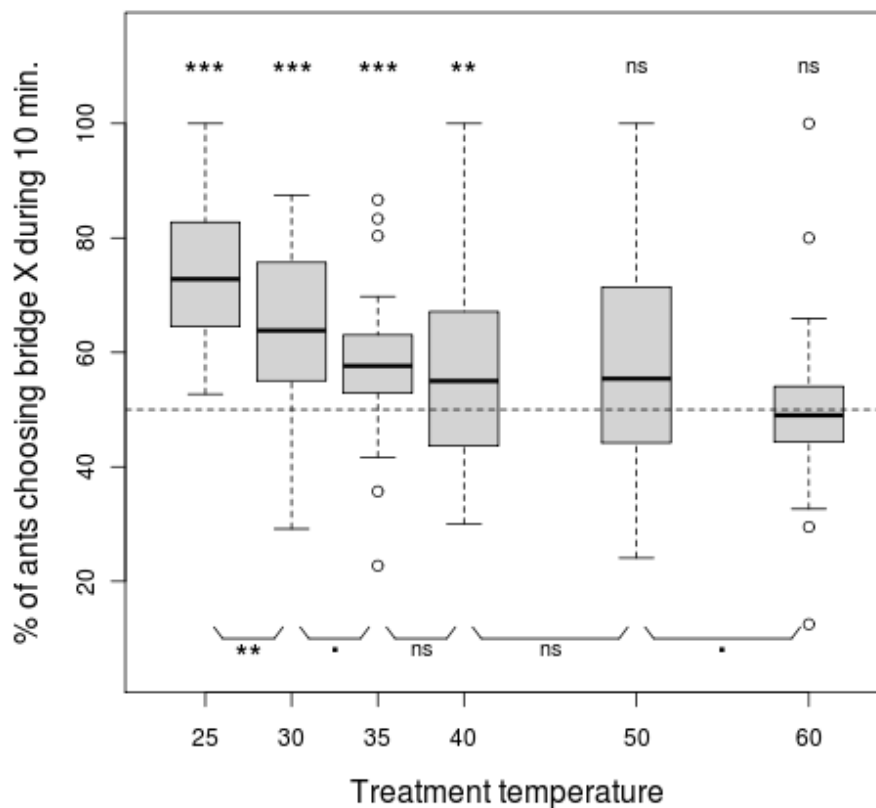 % of ants choosing bridge X during 10 min.
*** *** *** ** ns ns
100
80
60
40
20
** . ns ns .
25 30 35 40 50 60
Treatment temperature